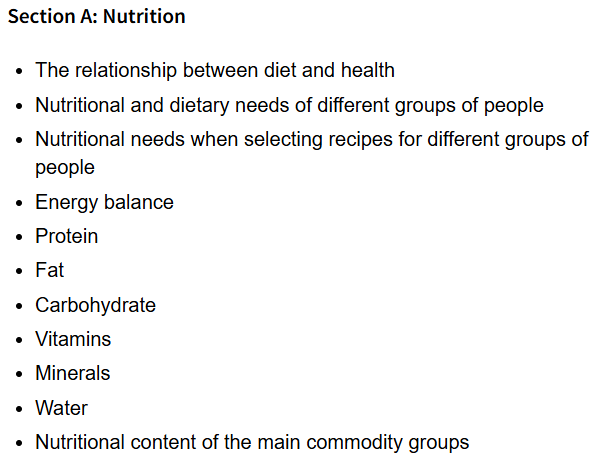 Section A: Nutrition
• The relationship between diet and health
• Nutritional and dietary needs of different groups of people
• Nutritional needs when selecting recipes for different groups of
people
• Energy balance
• Protein
• Fat
• Carbohydrate
• Vitamins
• Minerals
• Water
• Nutritional content of the main commodity groups